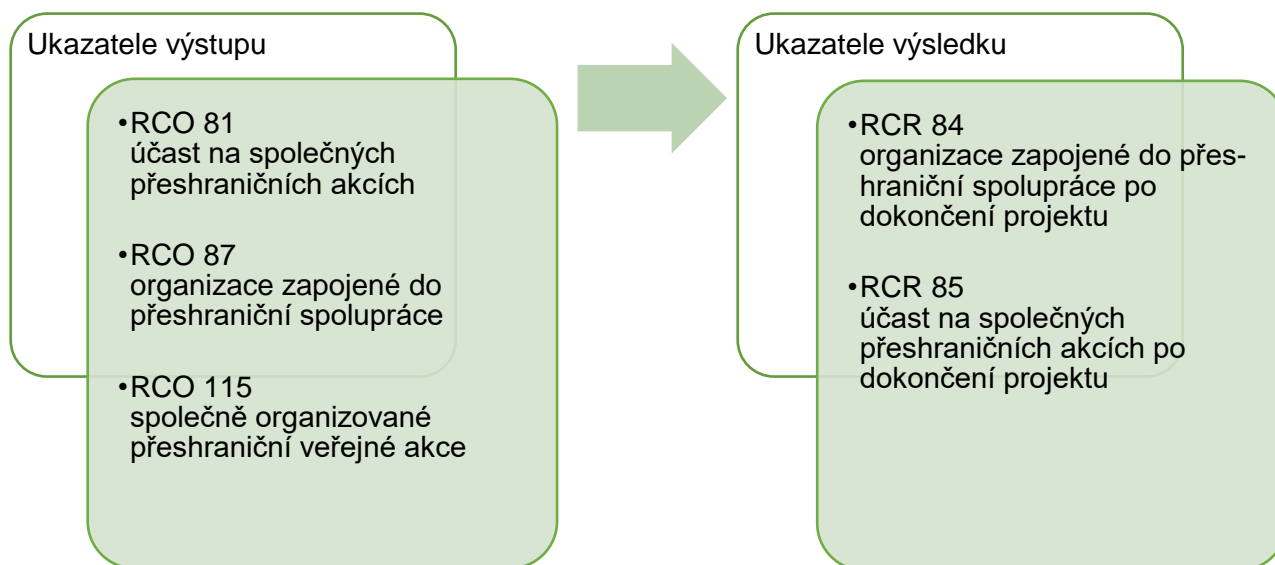 Ukazatele výstupu
•RCO 81
účast na společných
přeshraničních akcích
•RCO 87
organizace zapojené do
přeshraniční spolupráce
•RCO 115
společně organizované
přeshraniční veřejné akce
Ukazatele výsledku
•RCR 84
organizace zapojené do přes-
hraniční spolupráce po
dokončení projektu
•RCR 85
účast na společných
přeshraničních akcích po
dokončení projektu